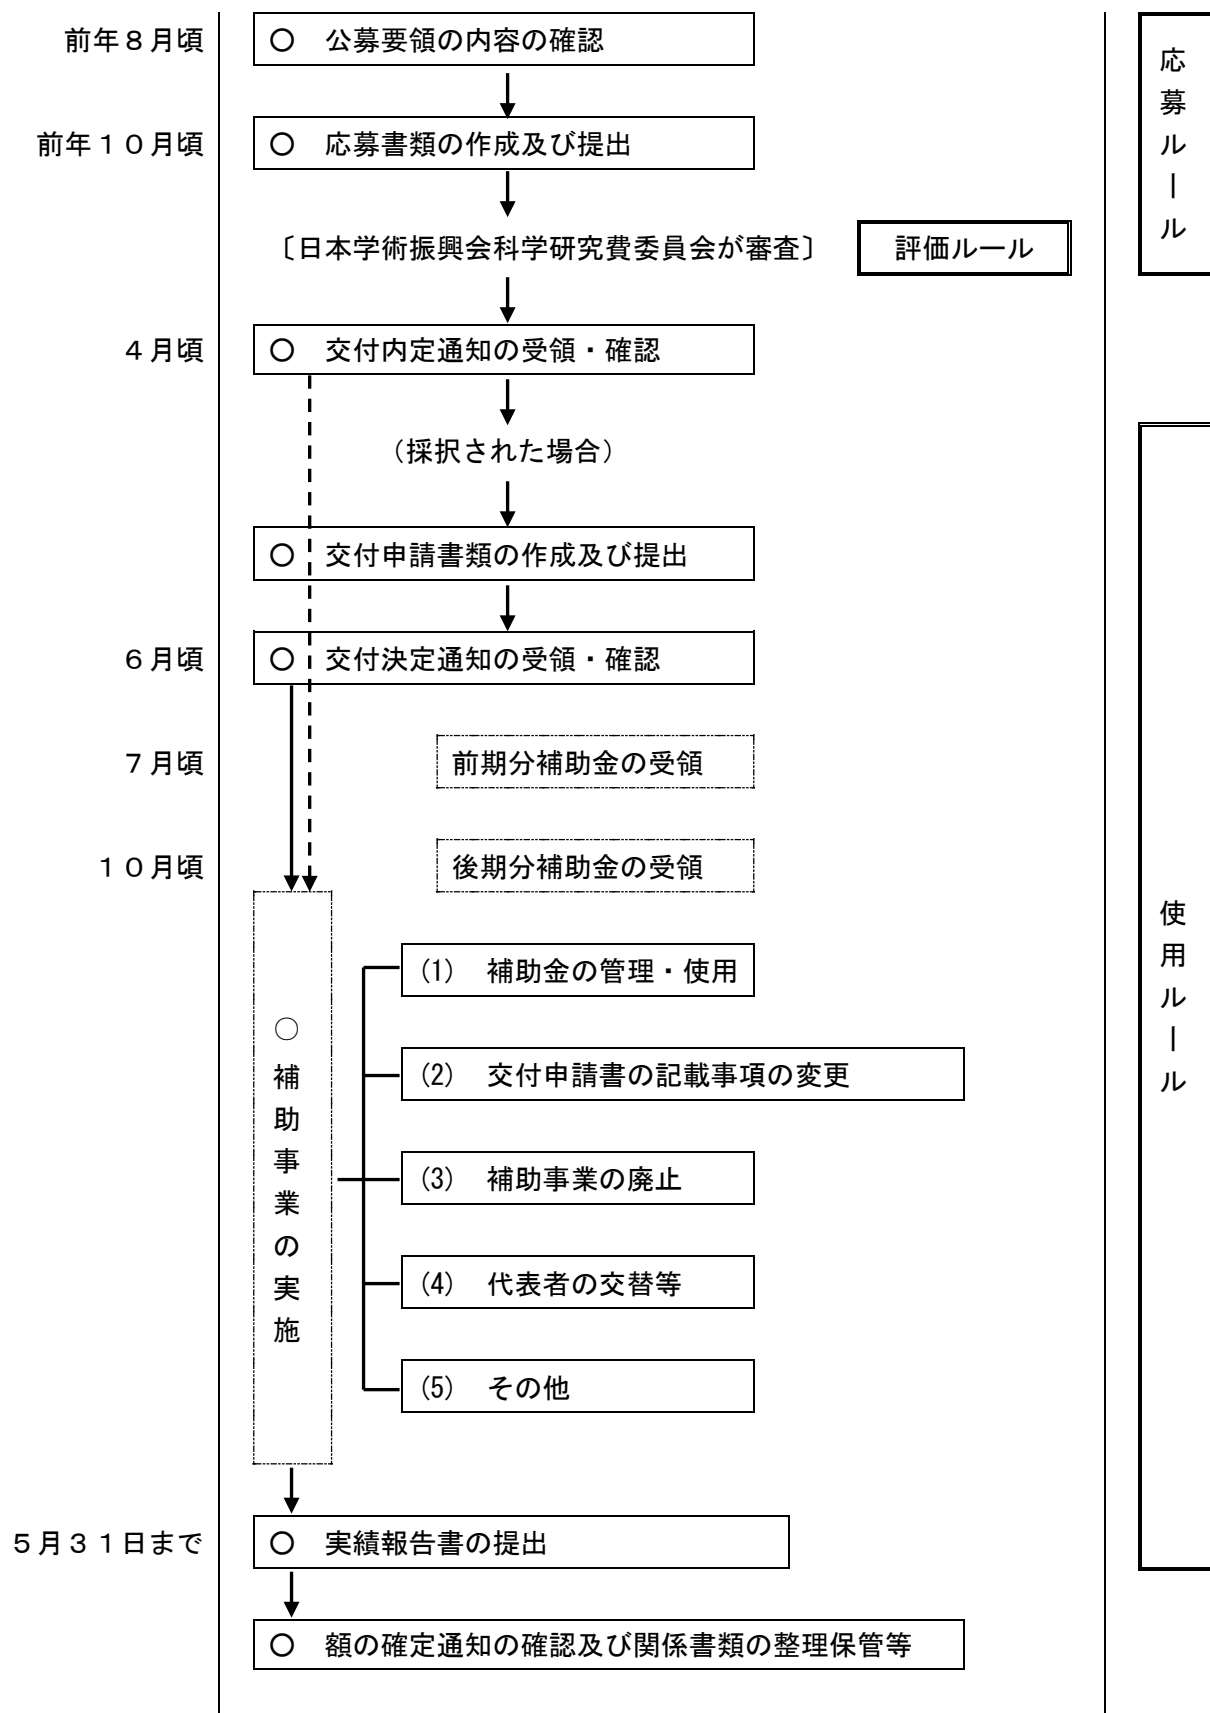 前年８月頃
○　公募要領の内容の確認
前年１０月頃
○　応募書類の作成及び提出
〔日本学術振興会科学研究費委員会が審査〕
評価ルール
応募ルール
４月頃
○　交付内定通知の受領・確認
（採択された場合）
○　交付申請書類の作成及び提出
６月頃
○　交付決定通知の受領・確認
７月頃
前期分補助金の受領
１０月頃
後期分補助金の受領
○補助事業の実施
(1)　補助金の管理・使用
(2)　交付申請書の記載事項の変更
(3)　補助事業の廃止
(4)　代表者の交替等
(5)　その他
使用ルール
５月３１日まで
○　実績報告書の提出
○　額の確定通知の確認及び関係書類の整理保管等